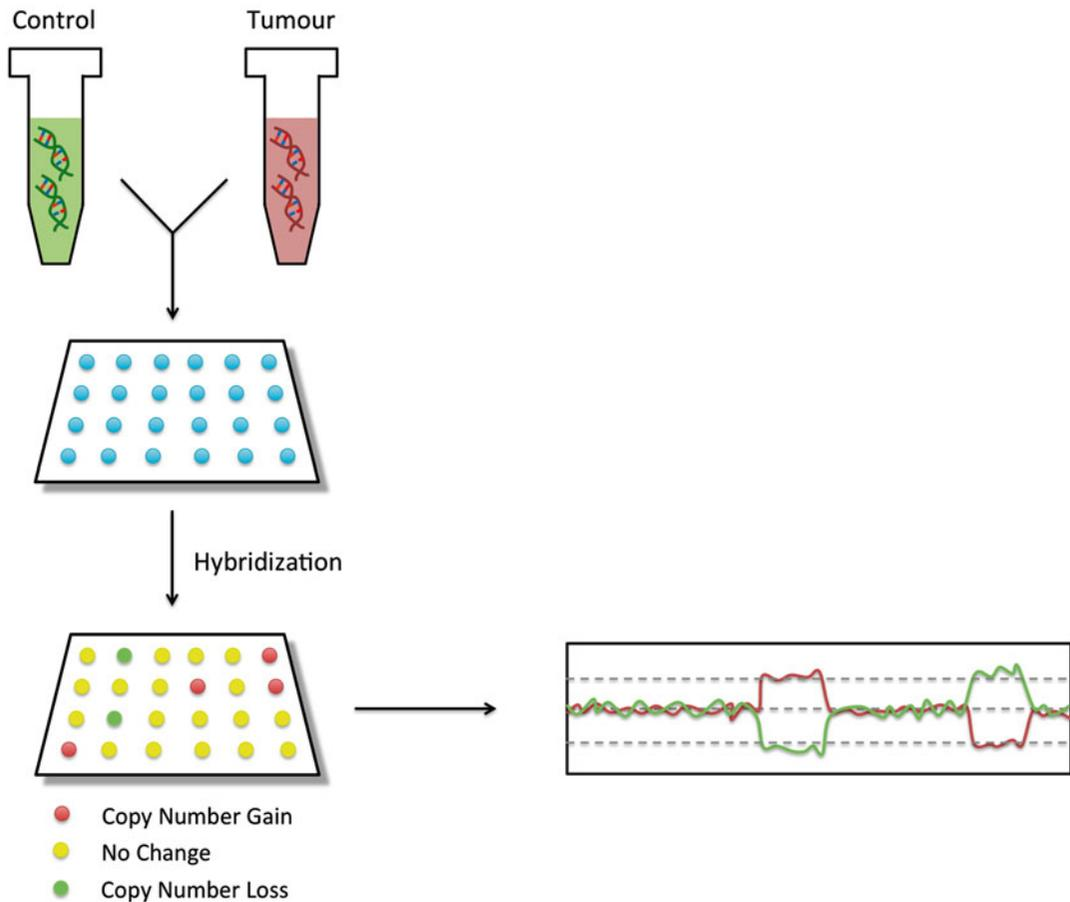 Control
Tumour
Hybridization
Copy Number Gain
No Change
Copy Number Loss